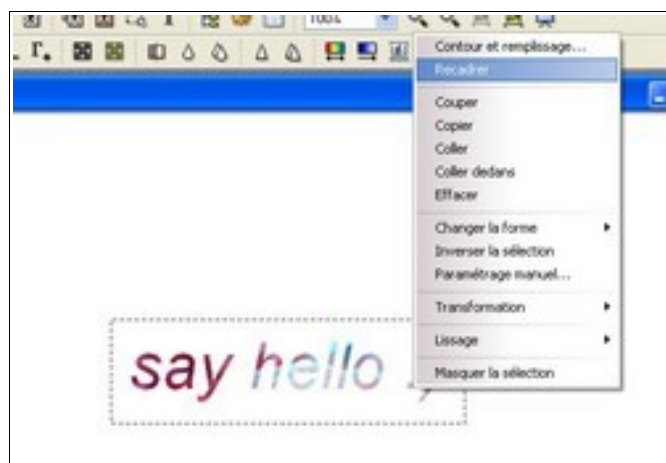 100%
Contour et remplissage...
Recadrer
Couper
Copier
Coller
Coller dedans
Effacer
Changer la forme
Inverser la sélection
Paramétrage manuel...
Transformation
Lissage
Masquer la sélection
say hello